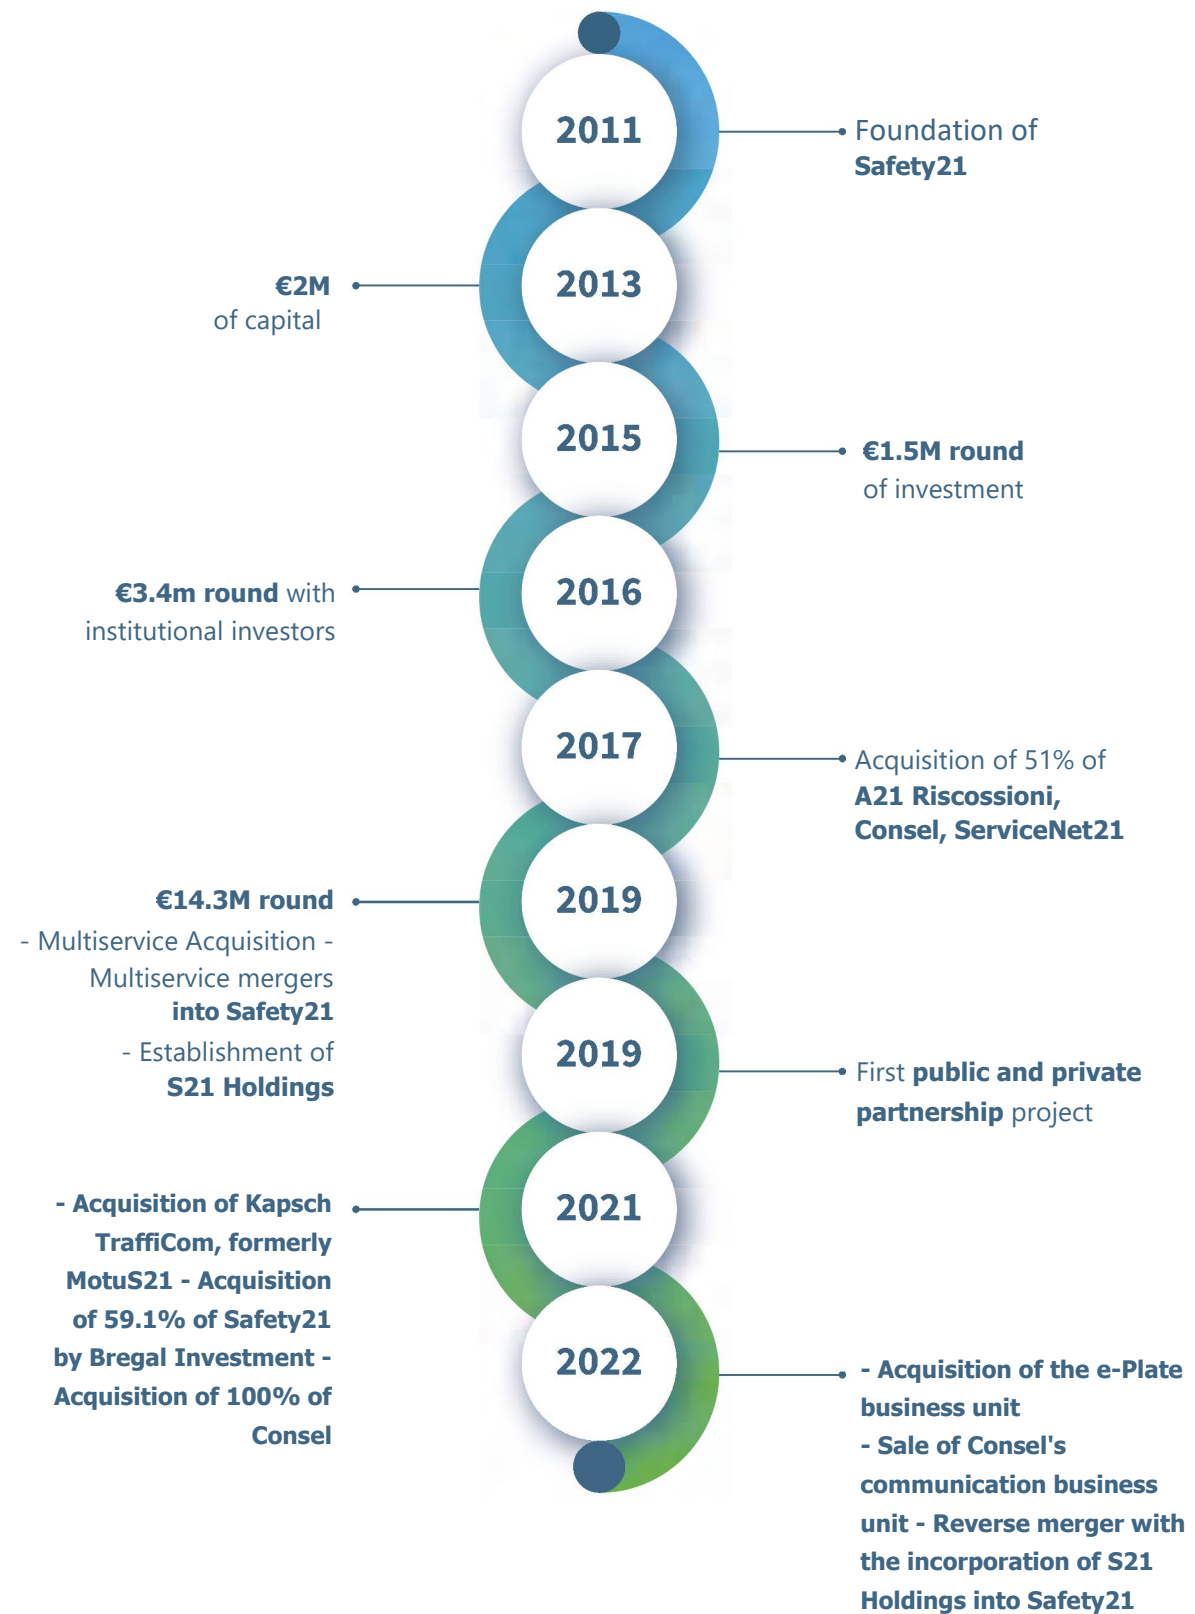 2011
Foundation of
Safety21
2013
€2M
of capital
2015
€1.5M round
of investment
2016
€3.4m round with
institutional investors
2017
Acquisition of 51% of
A21 Riscossioni,
Consel, ServiceNet21
2019
€14.3M round
- Multiservice Acquisition -
Multiservice mergers
into Safety21
- Establishment of
S21 Holdings
2019
First public and private
partnership project
2021
- Acquisition of Kapsch
TraffiCom, formerly
MotuS21 - Acquisition
of 59.1% of Safety21
by Bregal Investment -
Acquisition of 100% of
Consel
2022
- Acquisition of the e-Plate
business unit
- Sale of Consel's
communication business
unit - Reverse merger with
the incorporation of S21
Holdings into Safety21